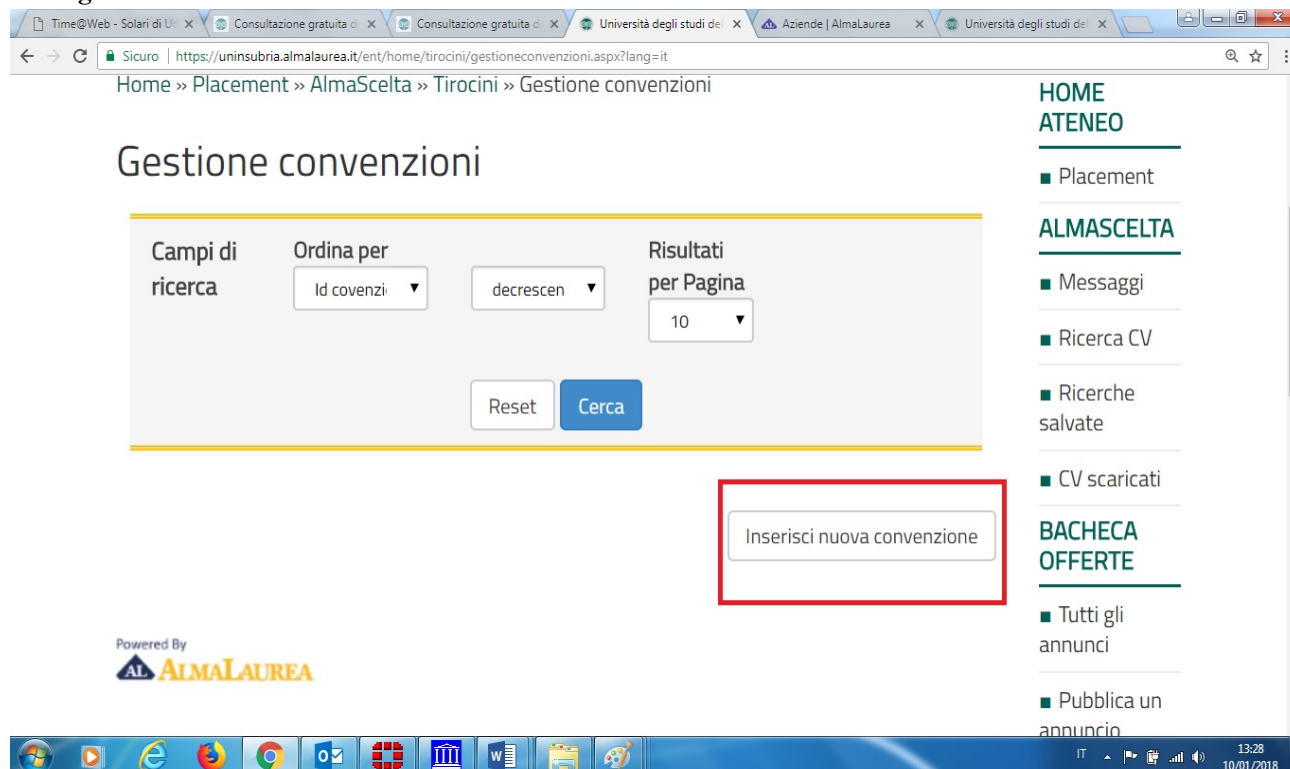 Time@Web - Solari di U
Consultazione gratuita d
Consultazione gratuita d
Università degli studi del
Aziende | AlmaLaurea
Università degli studi del
Sicuro | https://uninsubria.almalaurea.it/ent/home/tirocini/gestioneconvenzioni.aspx?lang=it
Home » Placement » AlmaScelta » Tirocini » Gestione convenzioni
Gestione convenzioni
Campi di
ricerca
Ordina per
Id covenzi
decrescen
Risultati
per Pagina
10
Reset
Cerca
Inserisci nuova convenzione
Powered By
AL ALMALAUREA
HOME
ATENEO
Placement
ALMASCELTA
Messaggi
Ricerca CV
Ricerche
salvate
CV scaricati
BACHECA
OFFERTE
Tutti gli
annunci
Pubblica un
annuncio
IT
13:28
10/01/2018